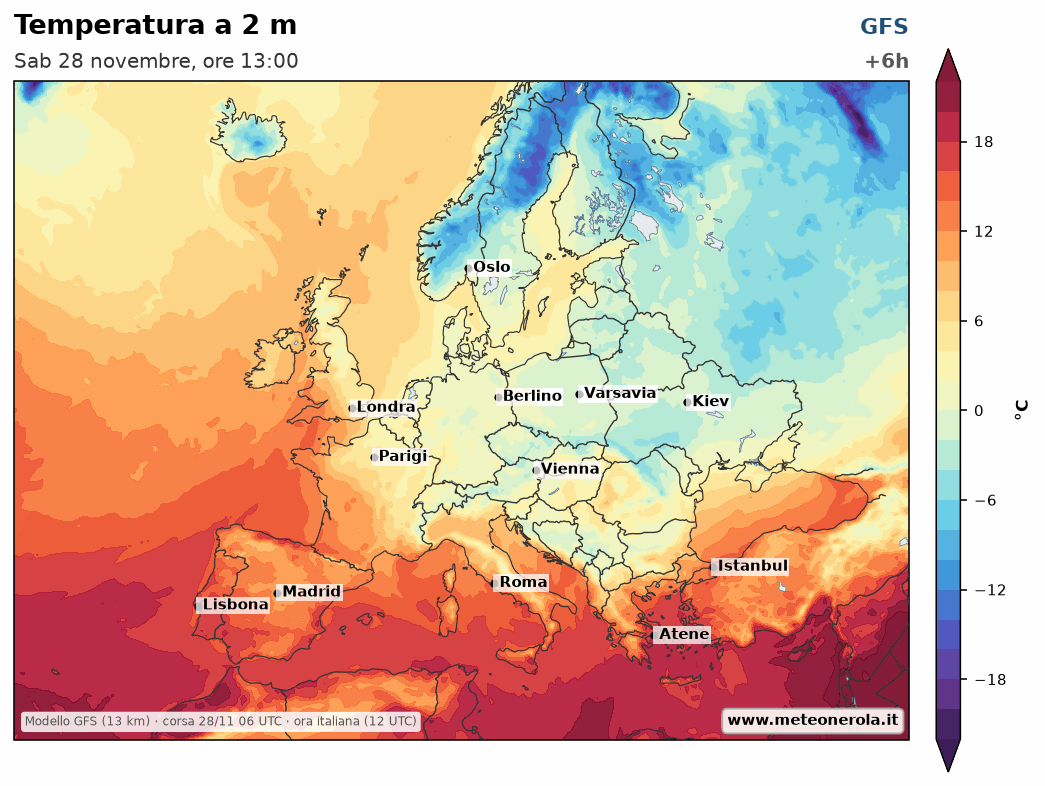 Temperatura a 2 m
GFS
Sab 28 novembre, ore 13:00
+6h
Oslo
Berlino
Varsavia
Kiev
Londra
Parigi
Vienna
Istanbul
Roma
Madrid
Lisbona
Atene
Modello GFS (13 km) · corsa 28/11 06 UTC · ora italiana (12 UTC)
www.meteonerola.it
18
12
6
0
−6
−12
−18
°C